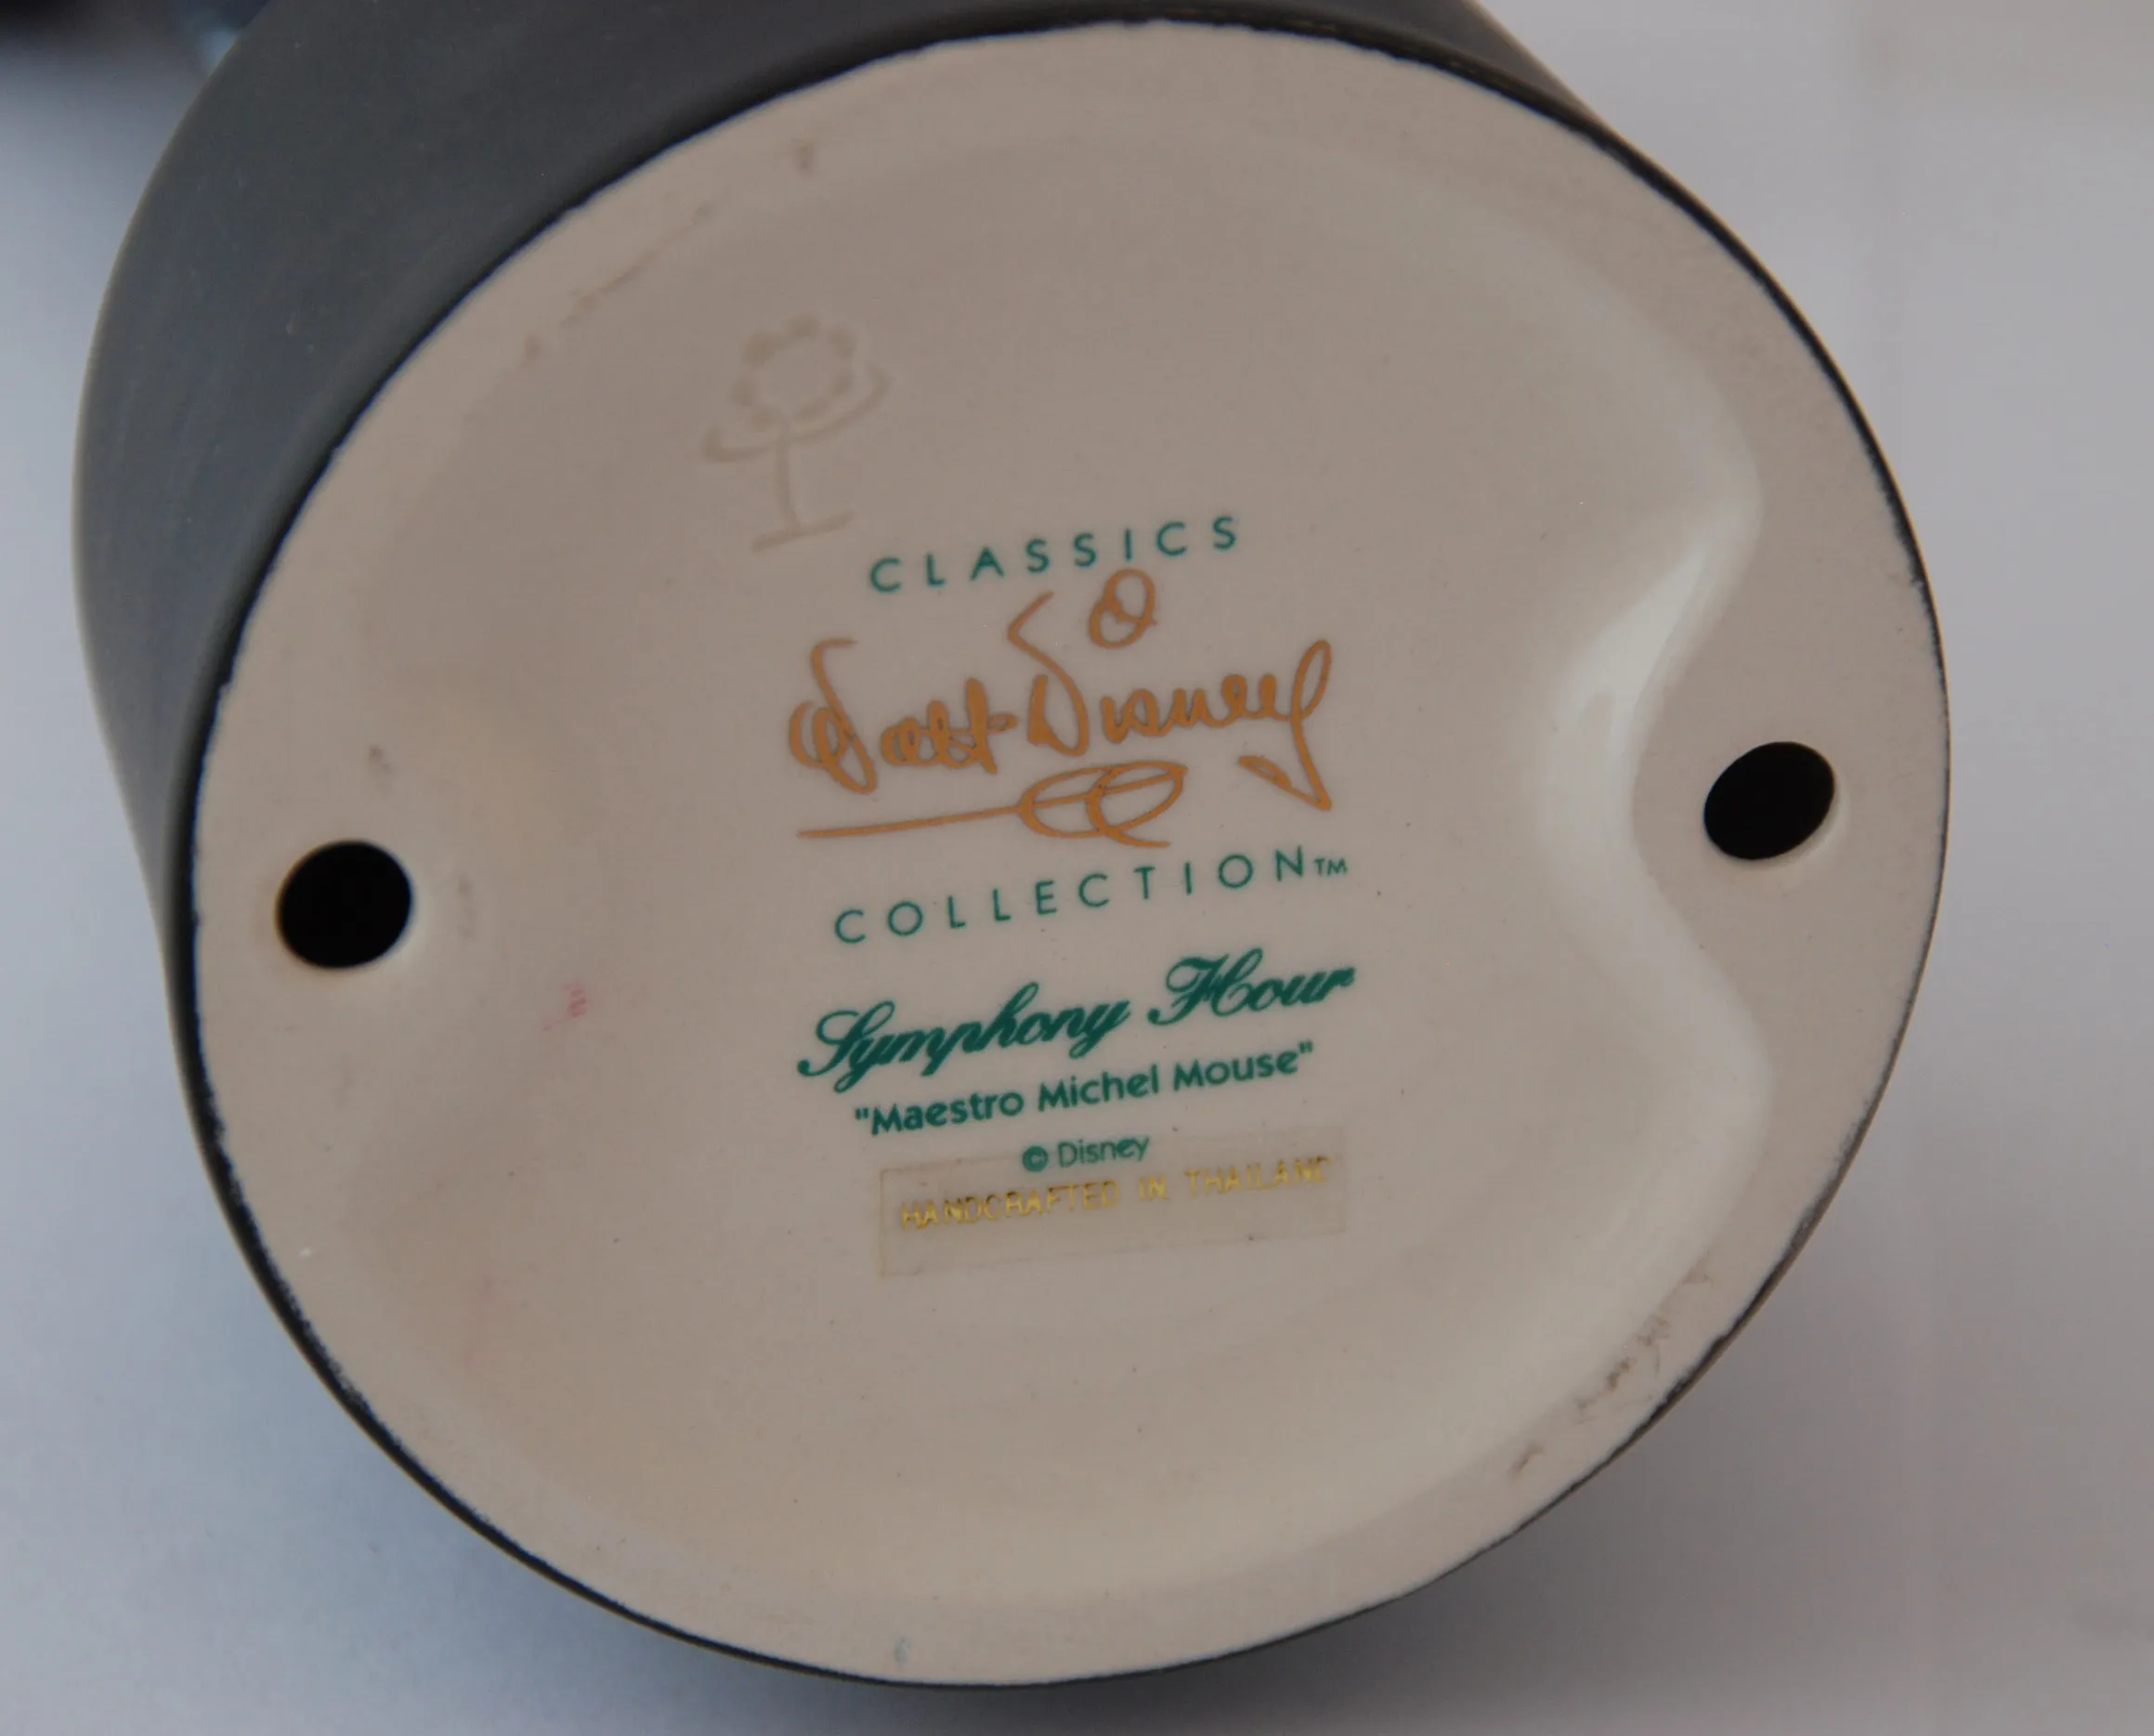 CLASSICS
Walt Disney
COLLECTION™
Symphony Hour
"Maestro Michel Mouse"
© Disney
HANDCRAFTED IN THAILAND